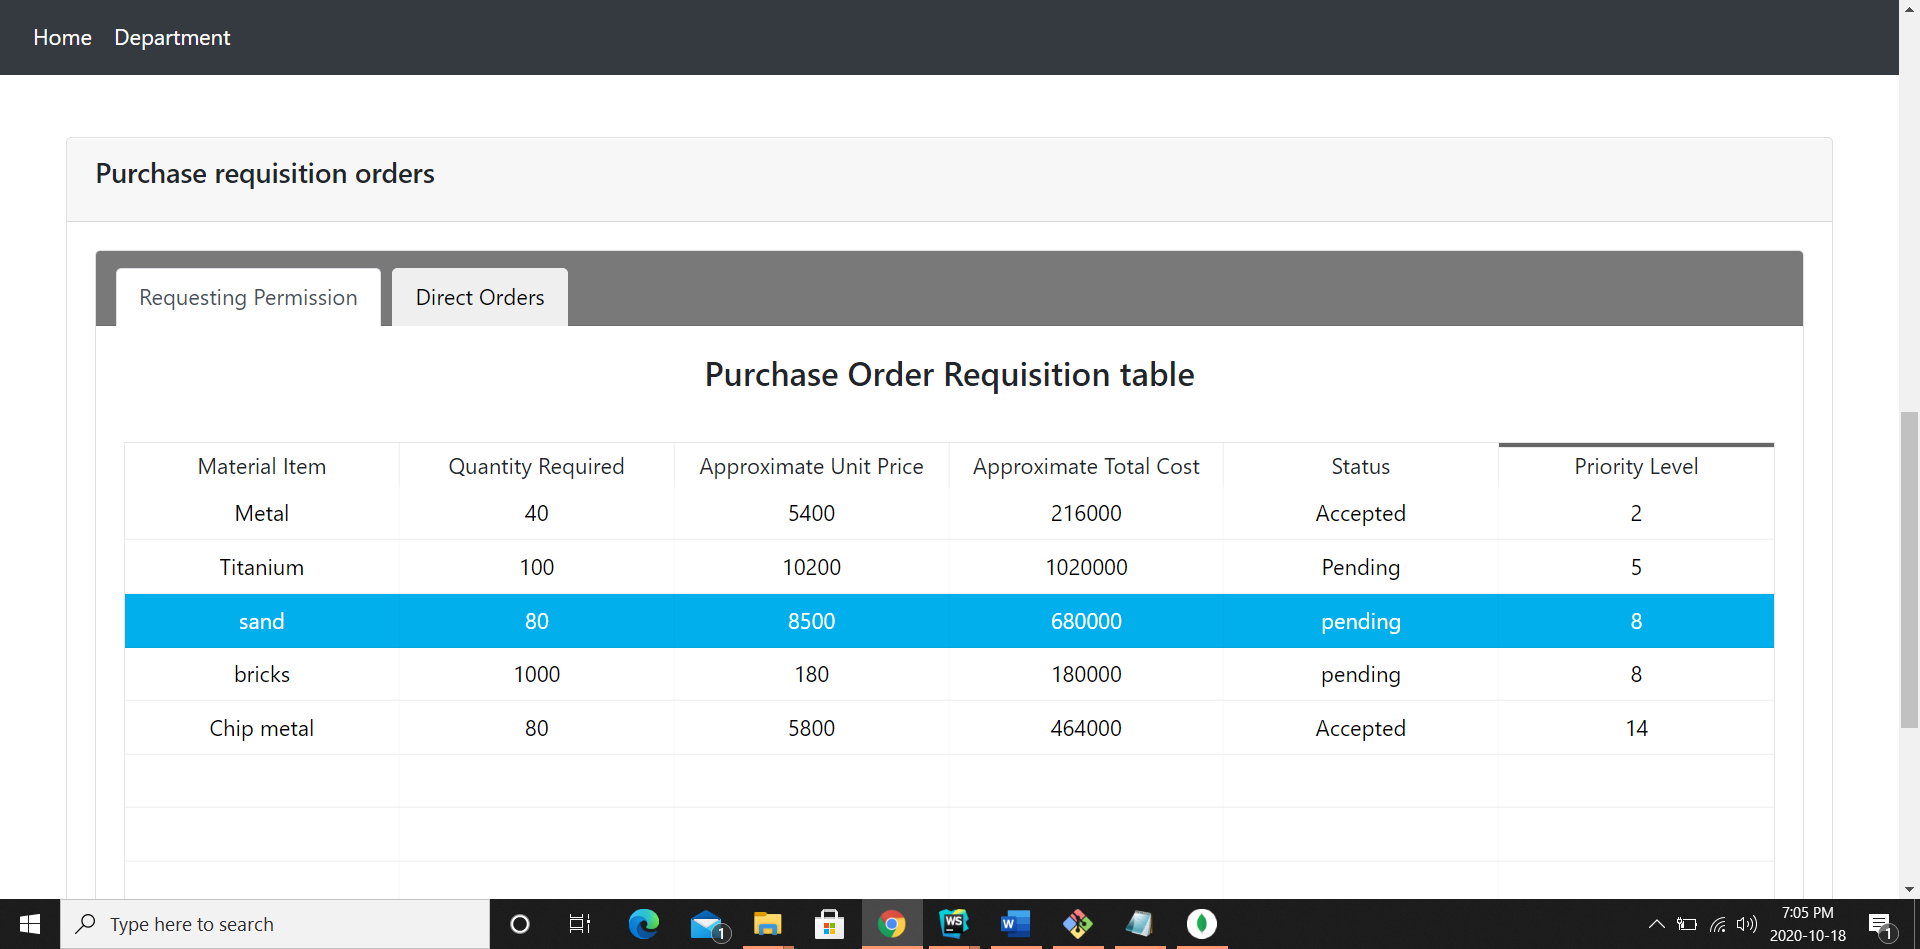 Home Department
Purchase requisition orders
Requesting Permission Direct Orders
Purchase Order Requisition table
Material Item Quantity Required Approximate Unit Price Approximate Total Cost Status Priority Level
Metal 40 5400 216000 Accepted 2
Titanium 100 10200 1020000 Pending 5
sand 80 8500 680000 pending 8
bricks 1000 180 180000 pending 8
Chip metal 80 5800 464000 Accepted 14
Type here to search 1 WS W 7:05 PM 1
2020-10-18